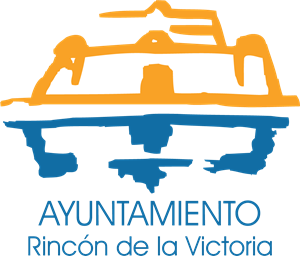 AYUNTAMIENTO
Rincón de la Victoria